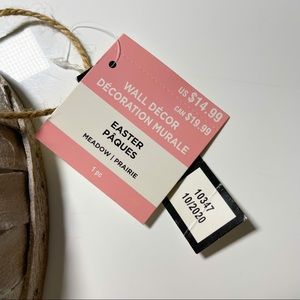 US $14.99
CAN $19.99
WALL DÉCOR
DÉCORATION MURALE
EASTER
PÂQUES
MEADOW | PRAIRIE
1 pc
10347
10/2020